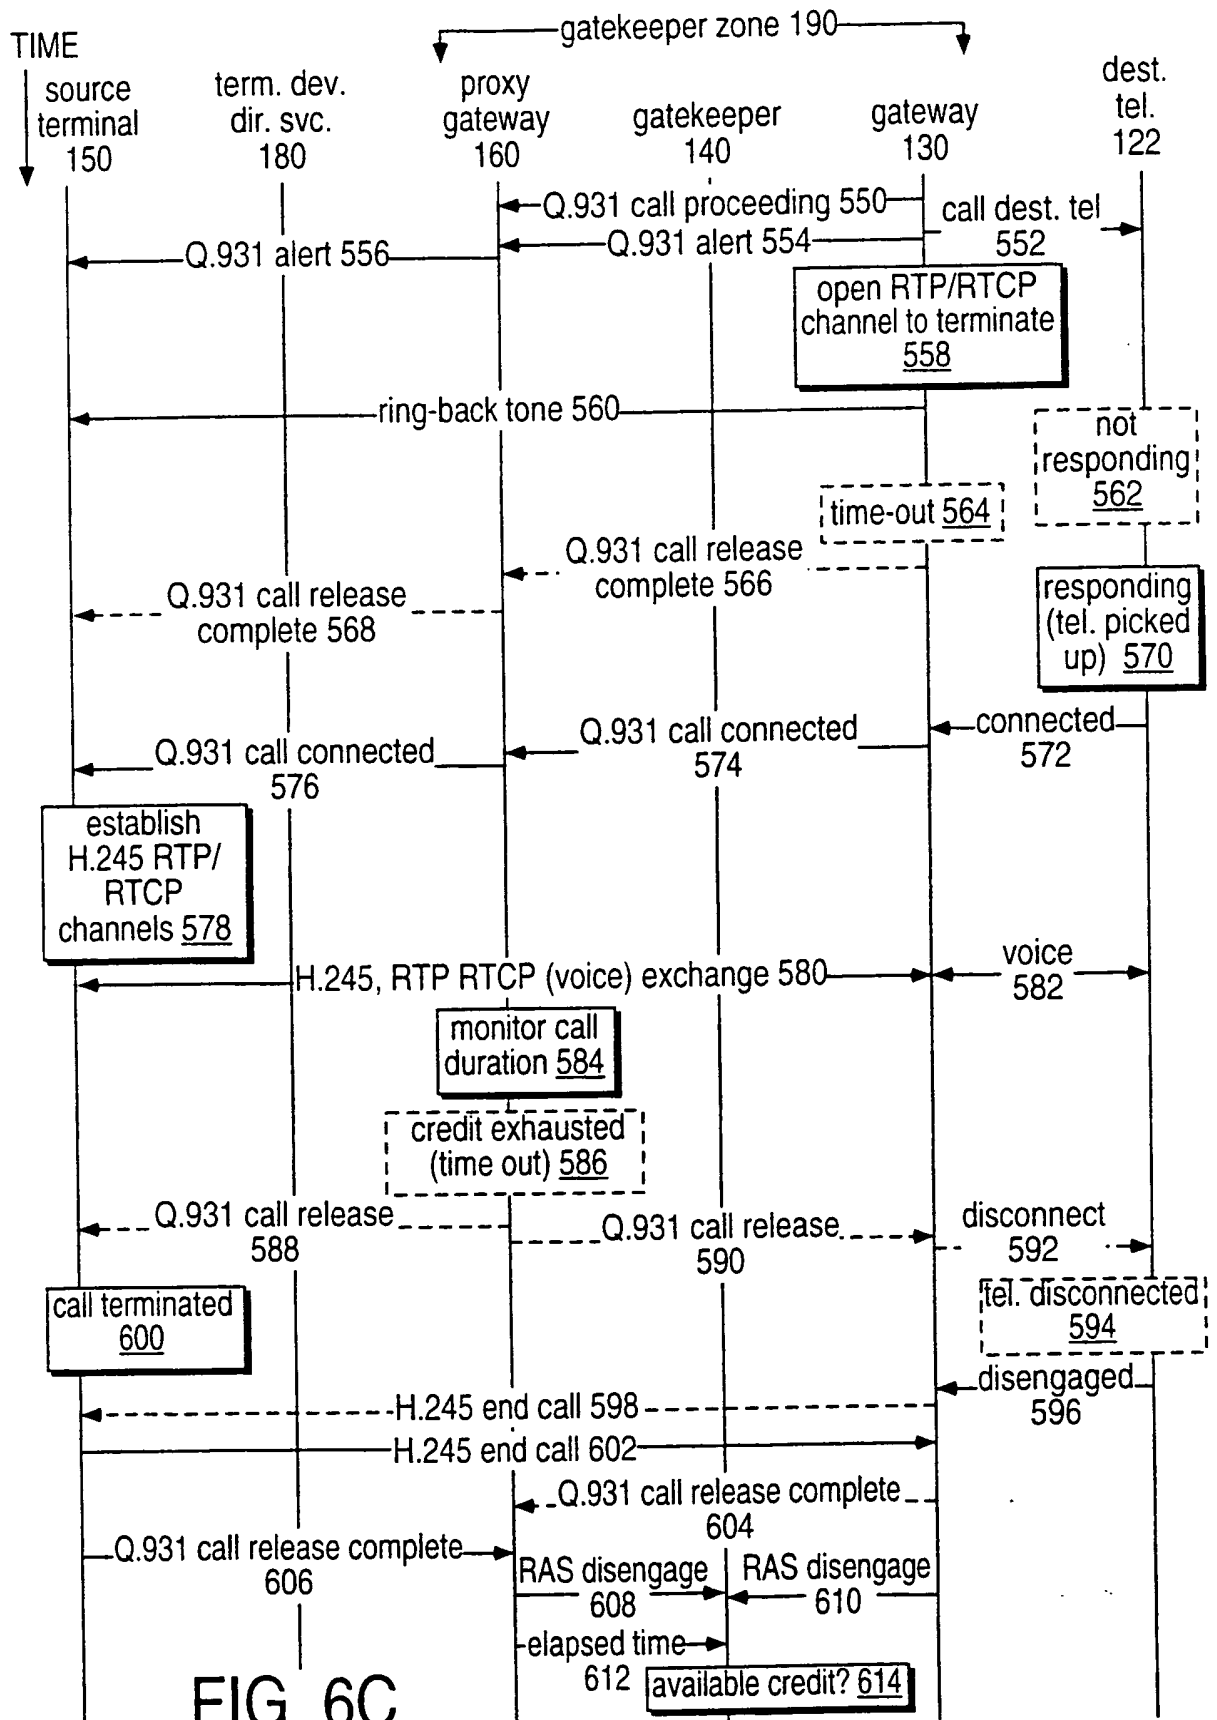 gatekeeper zone 190
TIME
source
terminal
150
term. dev.
dir. svc.
180
proxy
gateway
160
gatekeeper
140
gateway
130
dest.
tel.
122
Q.931 call proceeding 550
call dest. tel
552
Q.931 alert 554
Q.931 alert 556
open RTP/RTCP
channel to terminate
558
ring-back tone 560
not
responding
562
time-out 564
Q.931 call release
complete 566
Q.931 call release
complete 568
responding
(tel. picked
up) 570
connected
572
Q.931 call connected
574
Q.931 call connected
576
establish
H.245 RTP/
RTCP
channels 578
H.245, RTP RTCP (voice) exchange 580
voice
582
monitor call
duration 584
credit exhausted
(time out) 586
Q.931 call release
588
Q.931 call release
590
disconnect
592
call terminated
600
tel. disconnected
594
disengaged
596
H.245 end call 598
H.245 end call 602
Q.931 call release complete
604
Q.931 call release complete
606
RAS disengage
608
RAS disengage
610
elapsed time
612
available credit? 614
FIG 6C